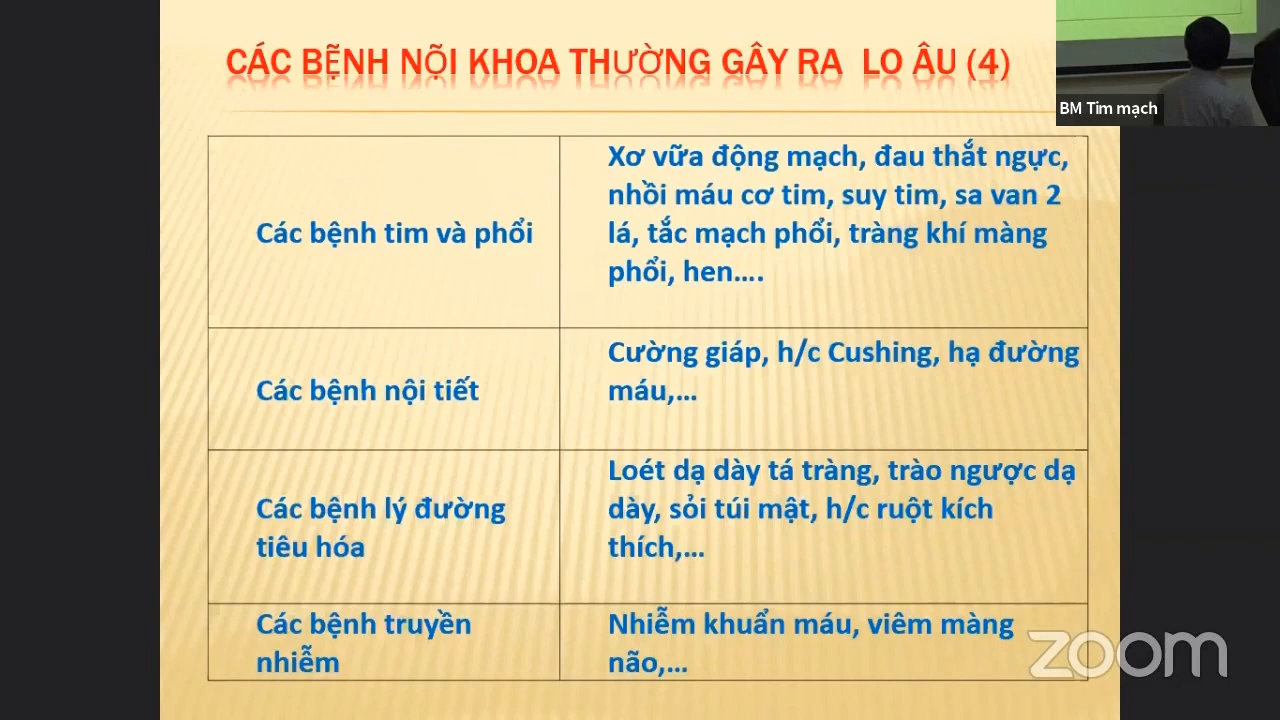 CÁC BỆNH NỘI KHOA THƯỜNG GÂY RA LO ÂU (4)
BM Tim mạch
Các bệnh tim và phổi
Xơ vữa động mạch, đau thắt ngực,
nhồi máu cơ tim, suy tim, sa van 2
lá, tắc mạch phổi, tràng khí màng
phổi, hen....
Các bệnh nội tiết
Cường giáp, h/c Cushing, hạ đường
máu,...
Các bệnh lý đường
tiêu hóa
Loét dạ dày tá tràng, trào ngược dạ
dày, sỏi túi mật, h/c ruột kích
thích,...
Các bệnh truyền
nhiễm
Nhiễm khuẩn máu, viêm màng
não,...
zoom